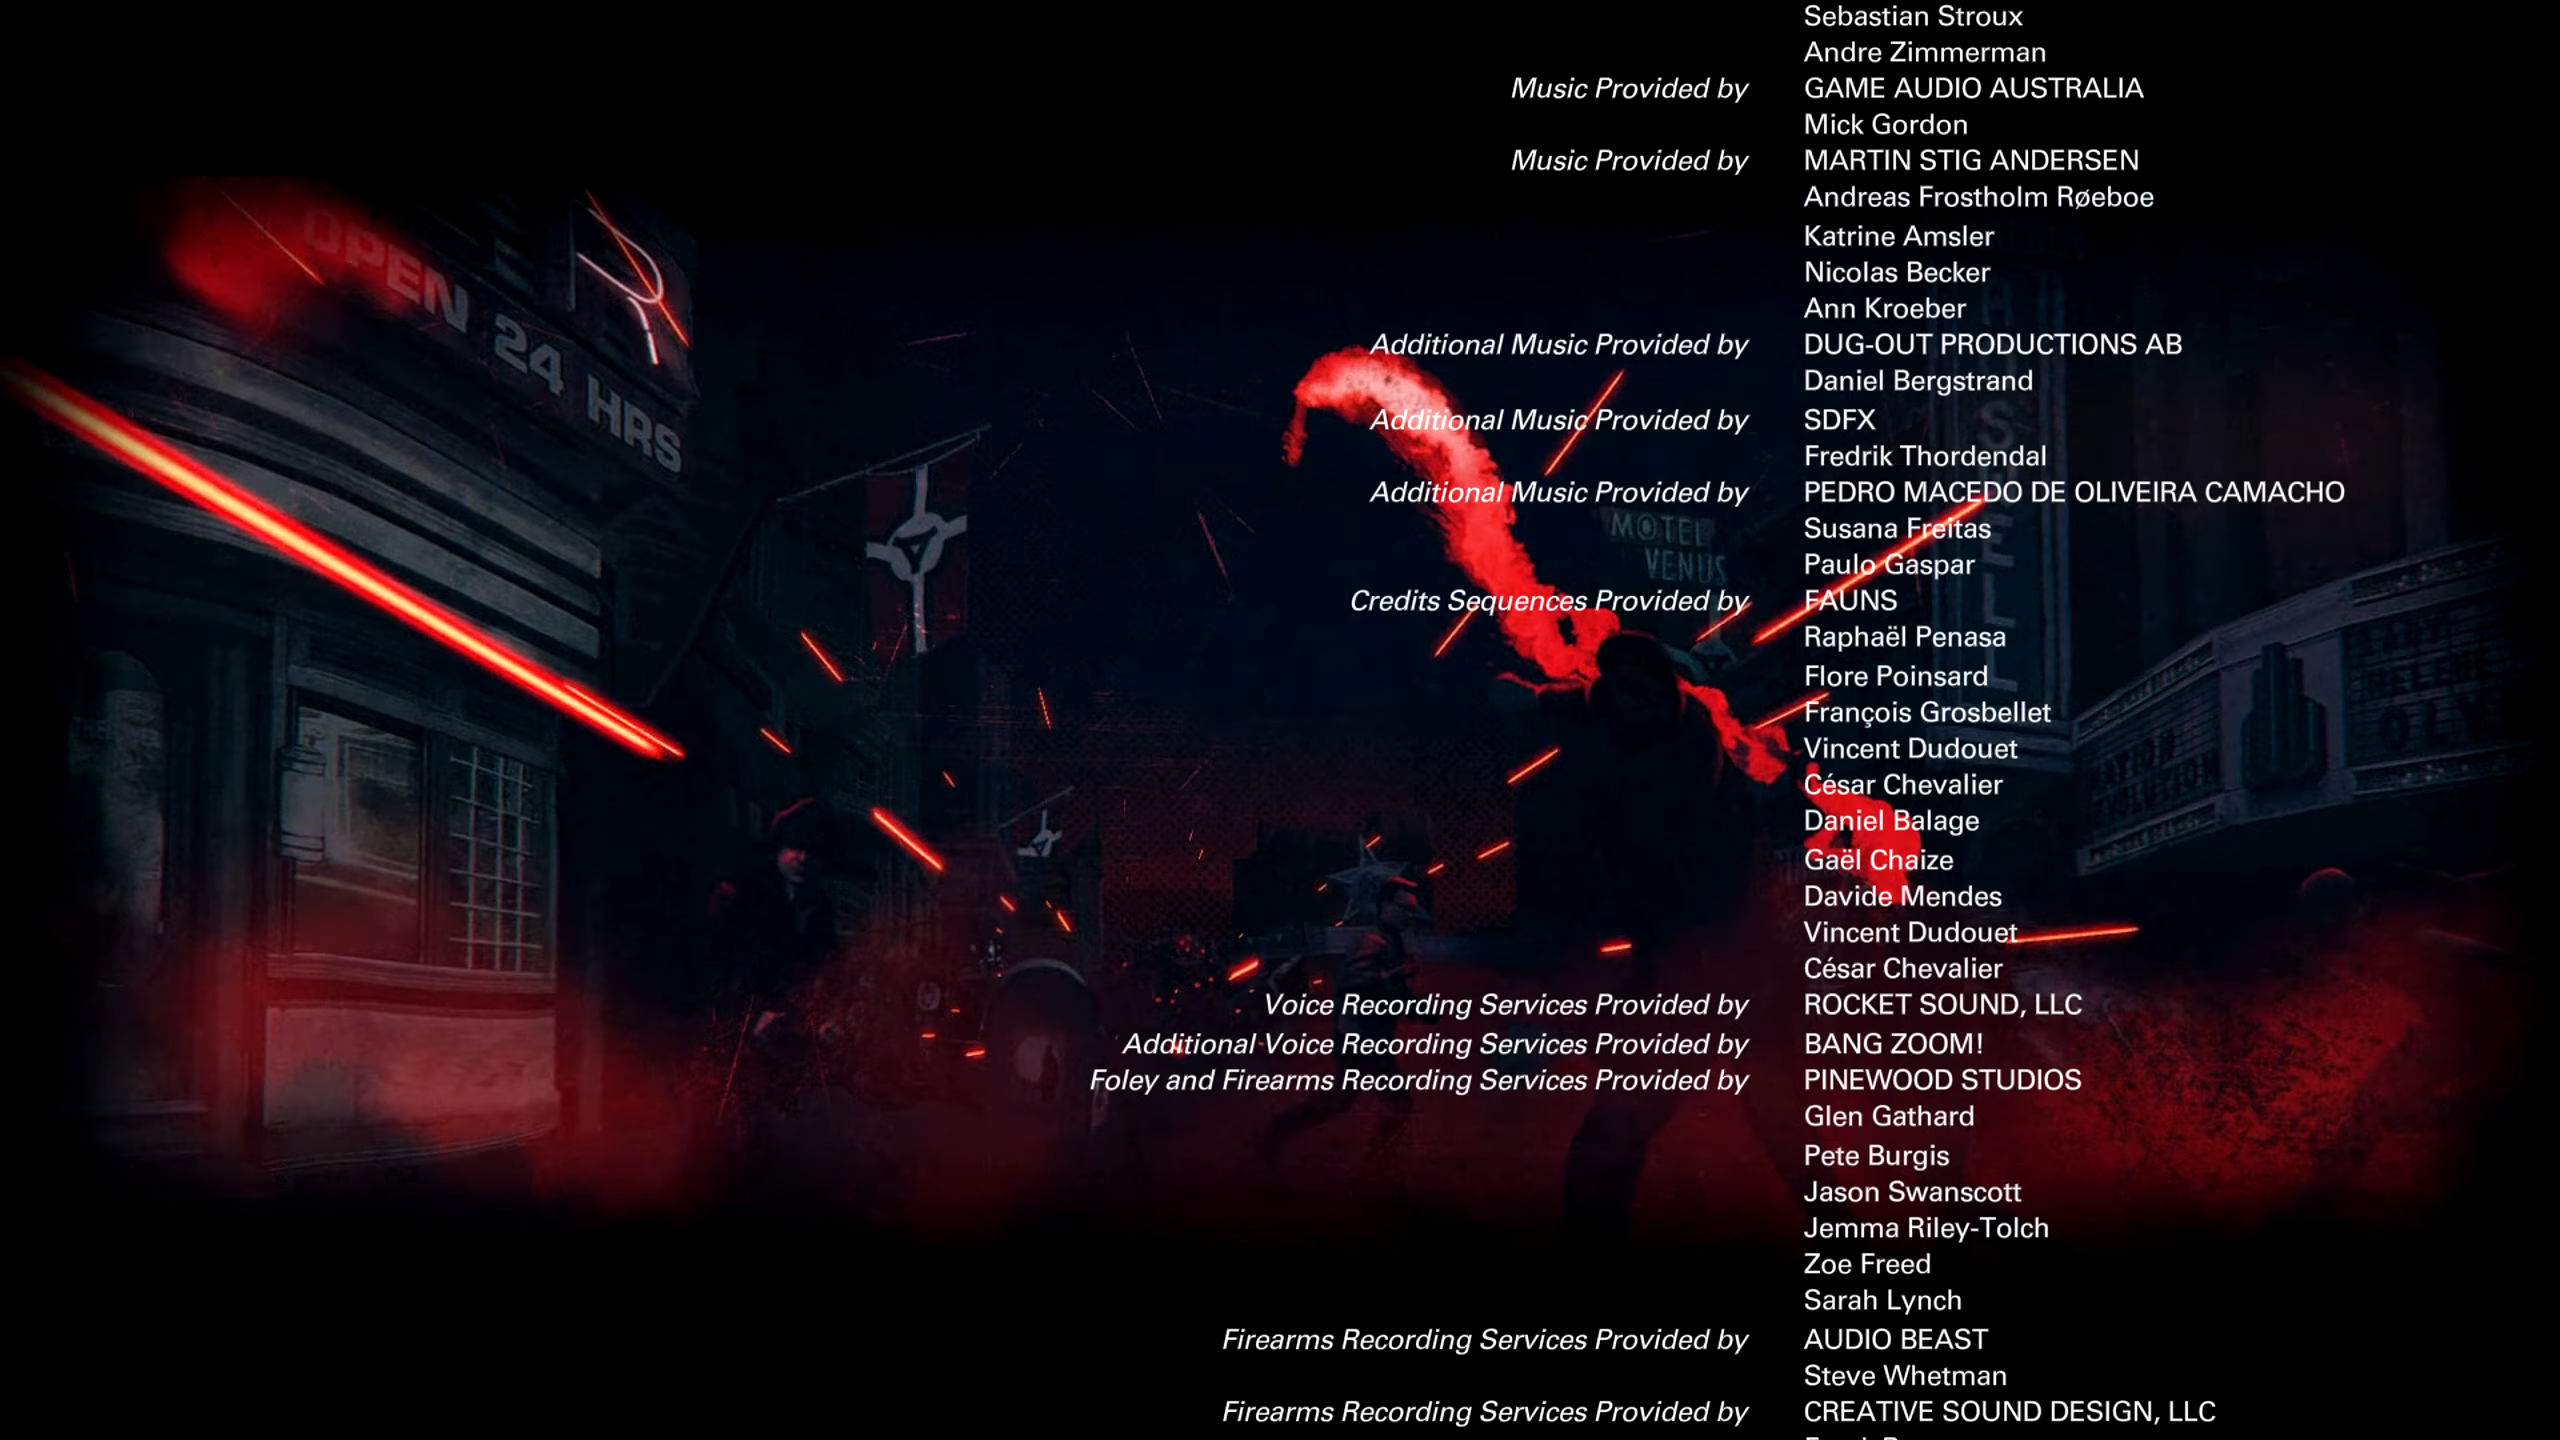 Sebastian Stroux
Andre Zimmerman
Music Provided by GAME AUDIO AUSTRALIA
Mick Gordon
Music Provided by MARTIN STIG ANDERSEN
Andreas Frostholm Røeboe
Katrine Amsler
Nicolas Becker
Ann Kroeber
Additional Music Provided by DUG-OUT PRODUCTIONS AB
Daniel Bergstrand
Additional Music Provided by SDFX
Fredrik Thordendal
Additional Music Provided by PEDRO MACEDO DE OLIVEIRA CAMACHO
Susana Freitas
Paulo Gaspar
Credits Sequences Provided by FAUNS
Raphaël Penasa
Flore Poinsard
François Grosbellet
Vincent Dudouet
César Chevalier
Daniel Balage
Gaël Chaize
Davide Mendes
Vincent Dudouet
César Chevalier
Voice Recording Services Provided by ROCKET SOUND, LLC
Additional Voice Recording Services Provided by BANG ZOOM!
Foley and Firearms Recording Services Provided by PINEWOOD STUDIOS
Glen Gathard
Pete Burgis
Jason Swanscott
Jemma Riley-Tolch
Zoe Freed
Sarah Lynch
Firearms Recording Services Provided by AUDIO BEAST
Steve Whetman
Firearms Recording Services Provided by CREATIVE SOUND DESIGN, LLC
OPEN 24 HRS
R
MOTEL
VENUS